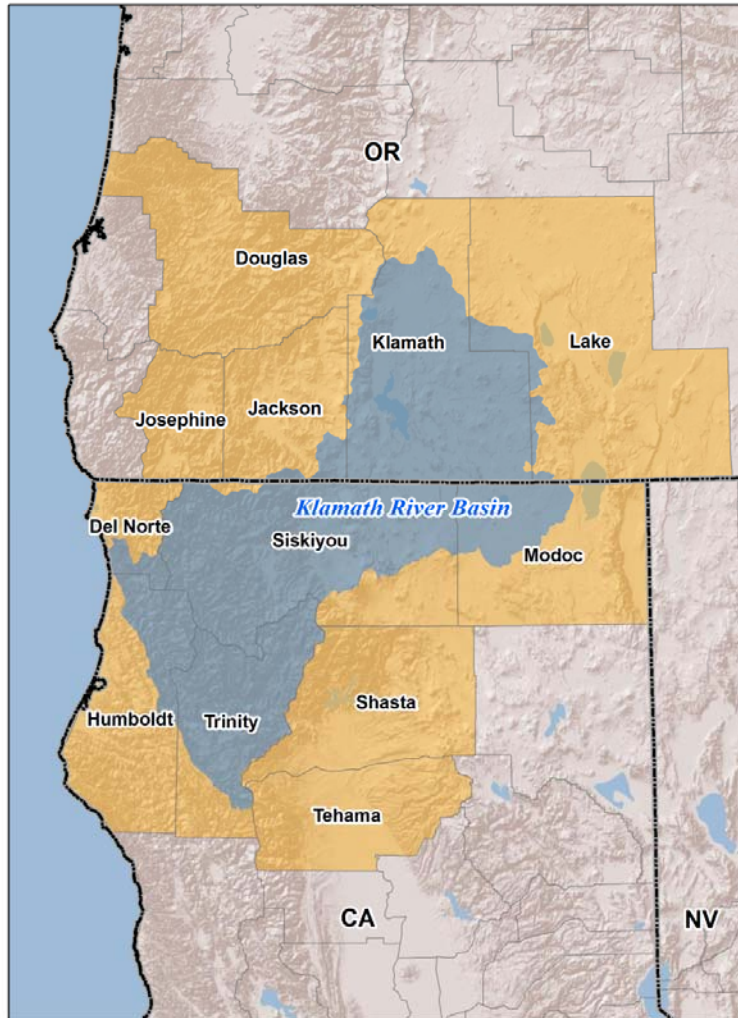 OR
Douglas
Klamath
Lake
Josephine
Jackson
Klamath River Basin
Del Norte
Siskiyou
Modoc
Shasta
Humboldt
Trinity
Tehama
CA
NV